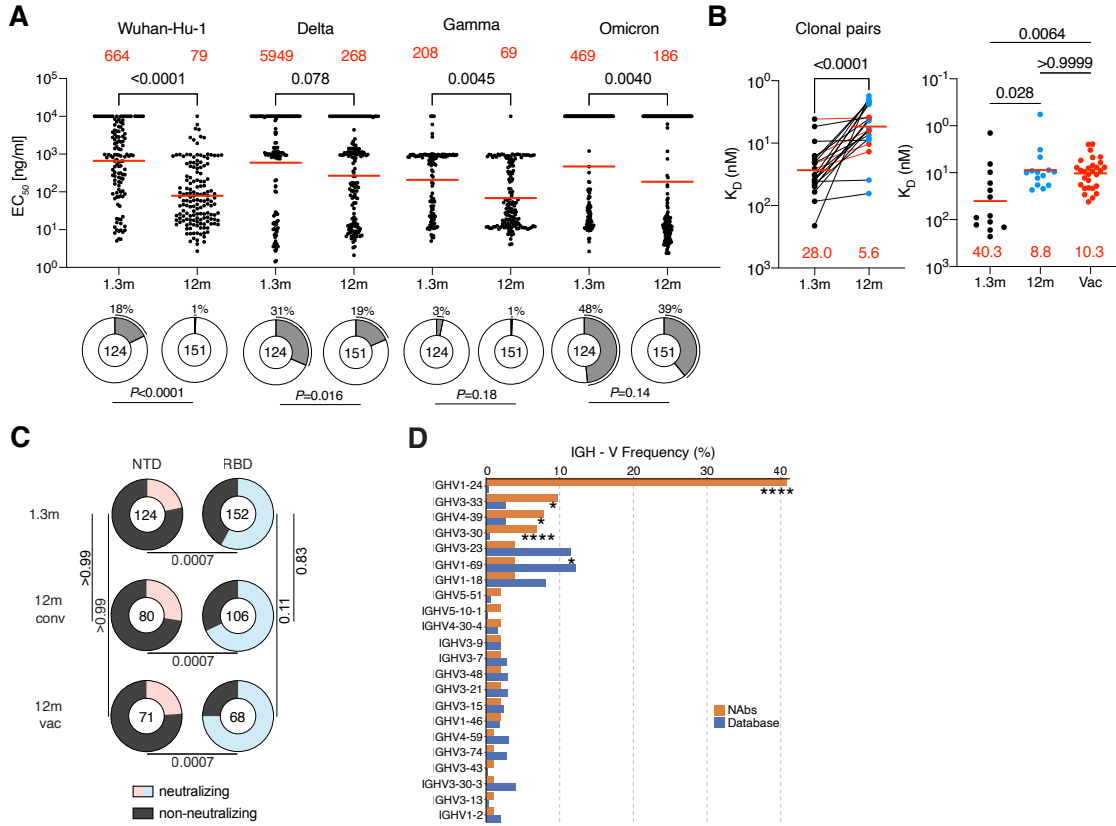 A
Wuhan-Hu-1 Delta Gamma Omicron
664 79 5949 268 208 69 469 186
<0.0001 0.078 0.0045 0.0040
EC50 [ng/ml]
10^5
10^4
10^3
10^2
10^1
10^0
1.3m 12m 1.3m 12m 1.3m 12m 1.3m 12m
18% 1% 31% 19% 3% 1% 48% 39%
124 151 124 151 124 151 124 151
P<0.0001 P=0.016 P=0.18 P=0.14
B
Clonal pairs
<0.0001
KD (nM)
10^0
10^1
10^2
10^3
28.0 5.6
1.3m 12m
0.0064
>0.9999
0.028
KD (nM)
10^-1
10^0
10^1
10^2
10^3
40.3 8.8 10.3
1.3m 12m Vac
C
NTD RBD
1.3m 124 152
0.0007
>0.99 0.83
12m
conv 80 106
>0.99 0.11
0.0007
12m
vac 71 68
0.0007
neutralizing
non-neutralizing
D
IGH - V Frequency (%)
0 10 20 30 40
IGHV1-24 ****
IGHV3-33 *
IGHV4-39 *
IGHV3-30 ****
IGHV3-23
IGHV1-69 *
IGHV1-18
IGHV5-51
IGHV5-10-1
IGHV4-30-4
IGHV3-9
IGHV3-7
IGHV3-48
IGHV3-21
IGHV3-15
IGHV1-46
IGHV4-59
IGHV3-74
IGHV3-43
IGHV3-30-3
IGHV3-13
IGHV1-2
NAbs
Database